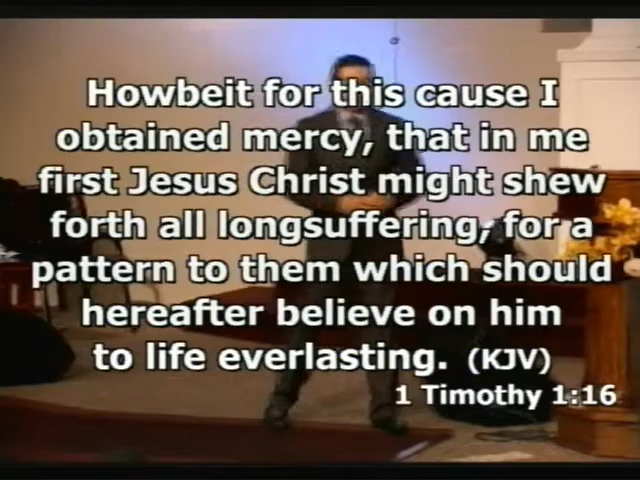 Howbeit for this cause I
obtained mercy, that in me
first Jesus Christ might shew
forth all longsuffering, for a
pattern to them which should
hereafter believe on him
to life everlasting. (KJV)
1 Timothy 1:16